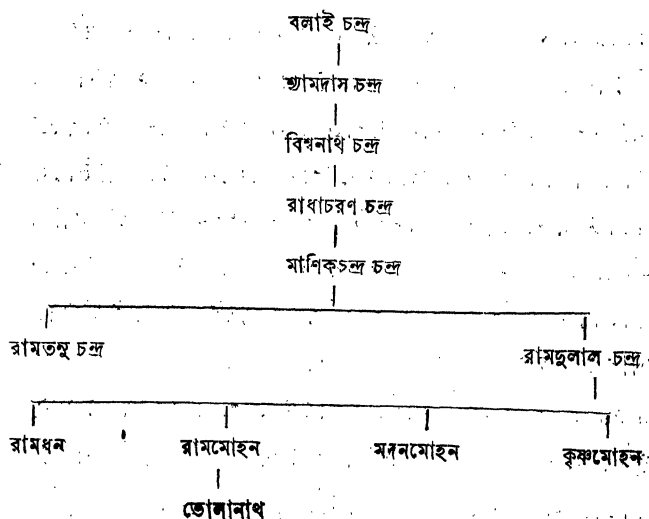 বলাই চন্দ্র
শ্যামদাস চন্দ্র
বিশ্বনাথ চন্দ্র
রাধাচরণ চন্দ্র
মাণিকচন্দ্র চন্দ্র
রামতনু চন্দ্র রামদুলাল চন্দ্র
রামধন রামমোহন মদনমোহন কৃষ্ণমোহন
ভোলানাথ